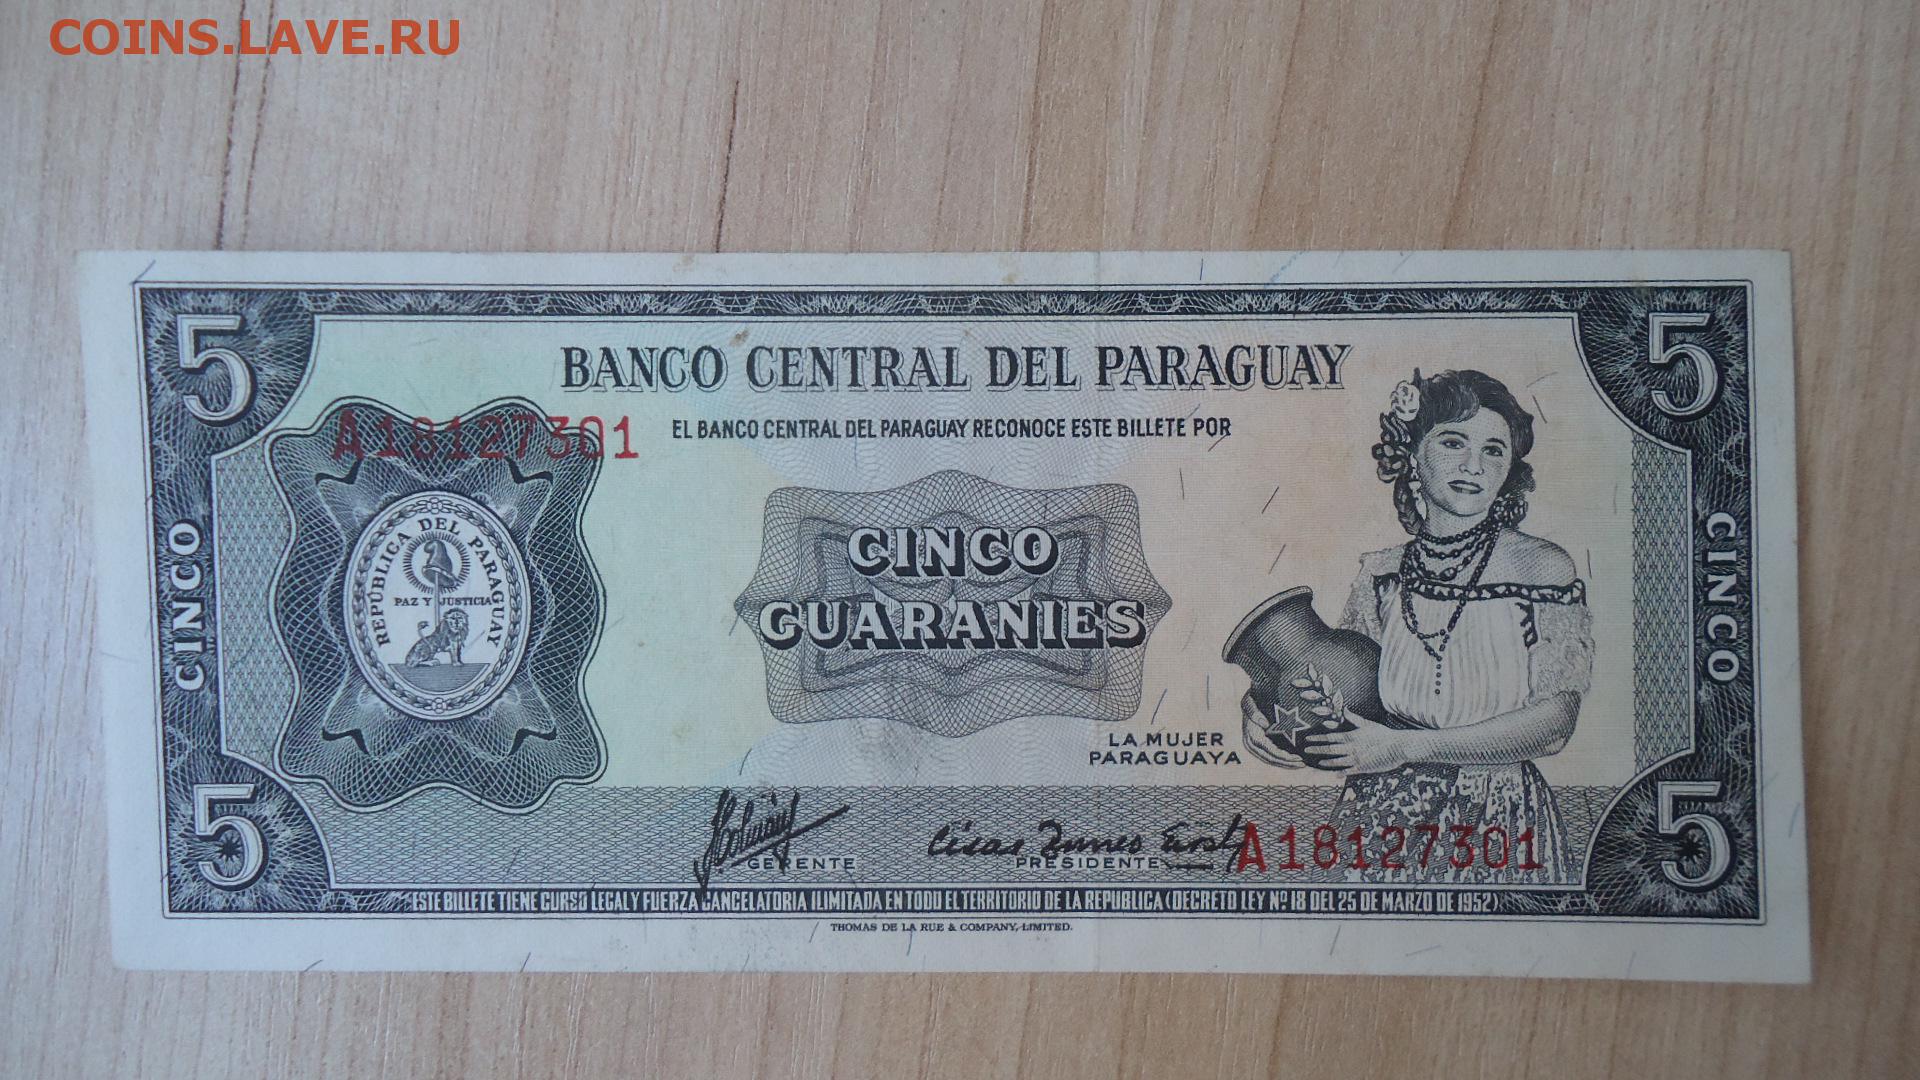 COINS.LAVE.RU
5
5
BANCO CENTRAL DEL PARAGUAY
A18127301
EL BANCO CENTRAL DEL PARAGUAY RECONOCE ESTE BILLETE POR
CINCO
REPUBLICA DEL PARAGUAY
PAZ Y JUSTICIA
CINCO
GUARANIES
CINCO
LA MUJER
PARAGUAYA
5
5
GERENTE
PRESIDENTE
A18127301
ESTE BILLETE TIENE CURSO LEGAL Y FUERZA CANCELATORIA ILIMITADA EN TODO EL TERRITORIO DE LA REPUBLICA (DECRETO LEY Nº 18 DEL 25 DE MARZO DE 1952)
THOMAS DE LA RUE & COMPANY, LIMITED.